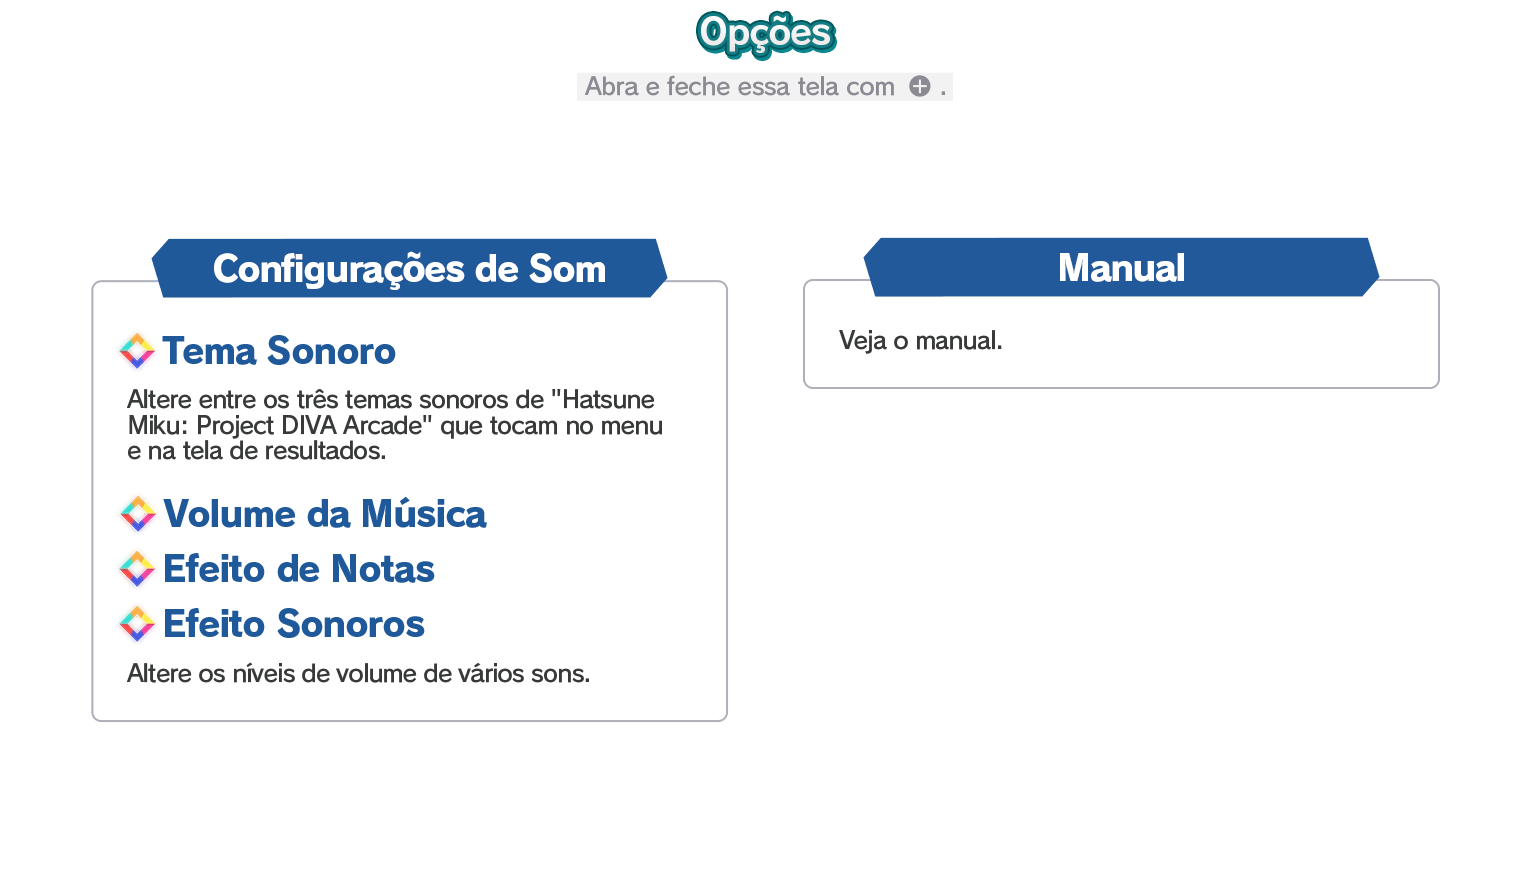 Opções
Abra e feche essa tela com + .
Configurações de Som
Tema Sonoro
Altere entre os três temas sonoros de "Hatsune
Miku: Project DIVA Arcade" que tocam no menu
e na tela de resultados.
Volume da Música
Efeito de Notas
Efeito Sonoros
Altere os níveis de volume de vários sons.
Manual
Veja o manual.